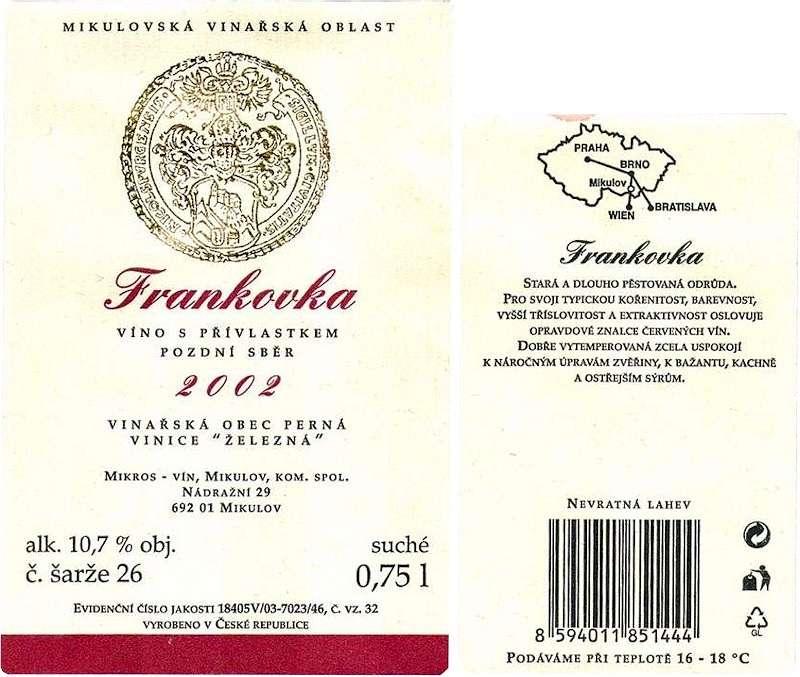 MIKULOVSKÁ VINAŘSKÁ OBLAST
SIGILLVM CIVITATIS
Frankovka
VÍNO S PŘÍVLASTKEM
POZDNÍ SBĚR
2002
VINAŘSKÁ OBEC PERNÁ
VINICE "ŽELEZNÁ"
MIKROS - VÍN, MIKULOV, KOM. SPOL.
NÁDRAŽNÍ 29
692 01 MIKULOV
alk. 10,7 % obj.
suché
č. šarže 26
0,75 l
EVIDENČNÍ ČÍSLO JAKOSTI 18405V/03-7023/46, Č. VZ. 32
VYROBENO V ČESKÉ REPUBLICE
PRAHA
BRNO
Mikulov
WIEN
BRATISLAVA
Frankovka
STARÁ A DLOUHO PĚSTOVANÁ ODRŮDA.
PRO SVOJI TYPICKOU KOŘENITOST, BAREVNOST,
VYŠŠÍ TŘÍSLOVITOST A EXTRAKTIVNOST OSLOVUJE
OPRAVDOVÉ ZNALCE ČERVENÝCH VÍN.
DOBŘE VYTEMPEROVANÁ ZCELA USPOKOJÍ
K NÁROČNÝM ÚPRAVÁM ZVĚŘINY, K BAŽANTU, KACHNĚ
A OSTŘEJŠÍM SÝRŮM.
NEVRATNÁ LAHEV
8 594011 851444
GL
PODÁVÁME PŘI TEPLOTĚ 16 - 18 °C